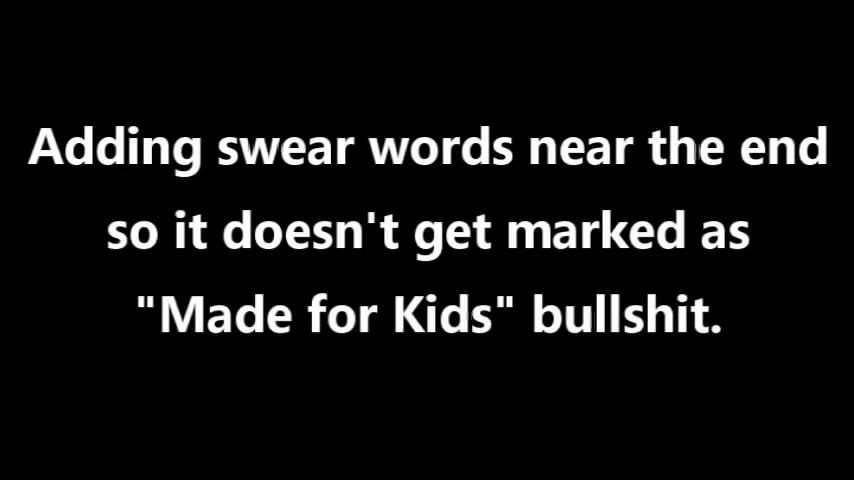 Adding swear words near the end
so it doesn't get marked as
"Made for Kids" bullshit.